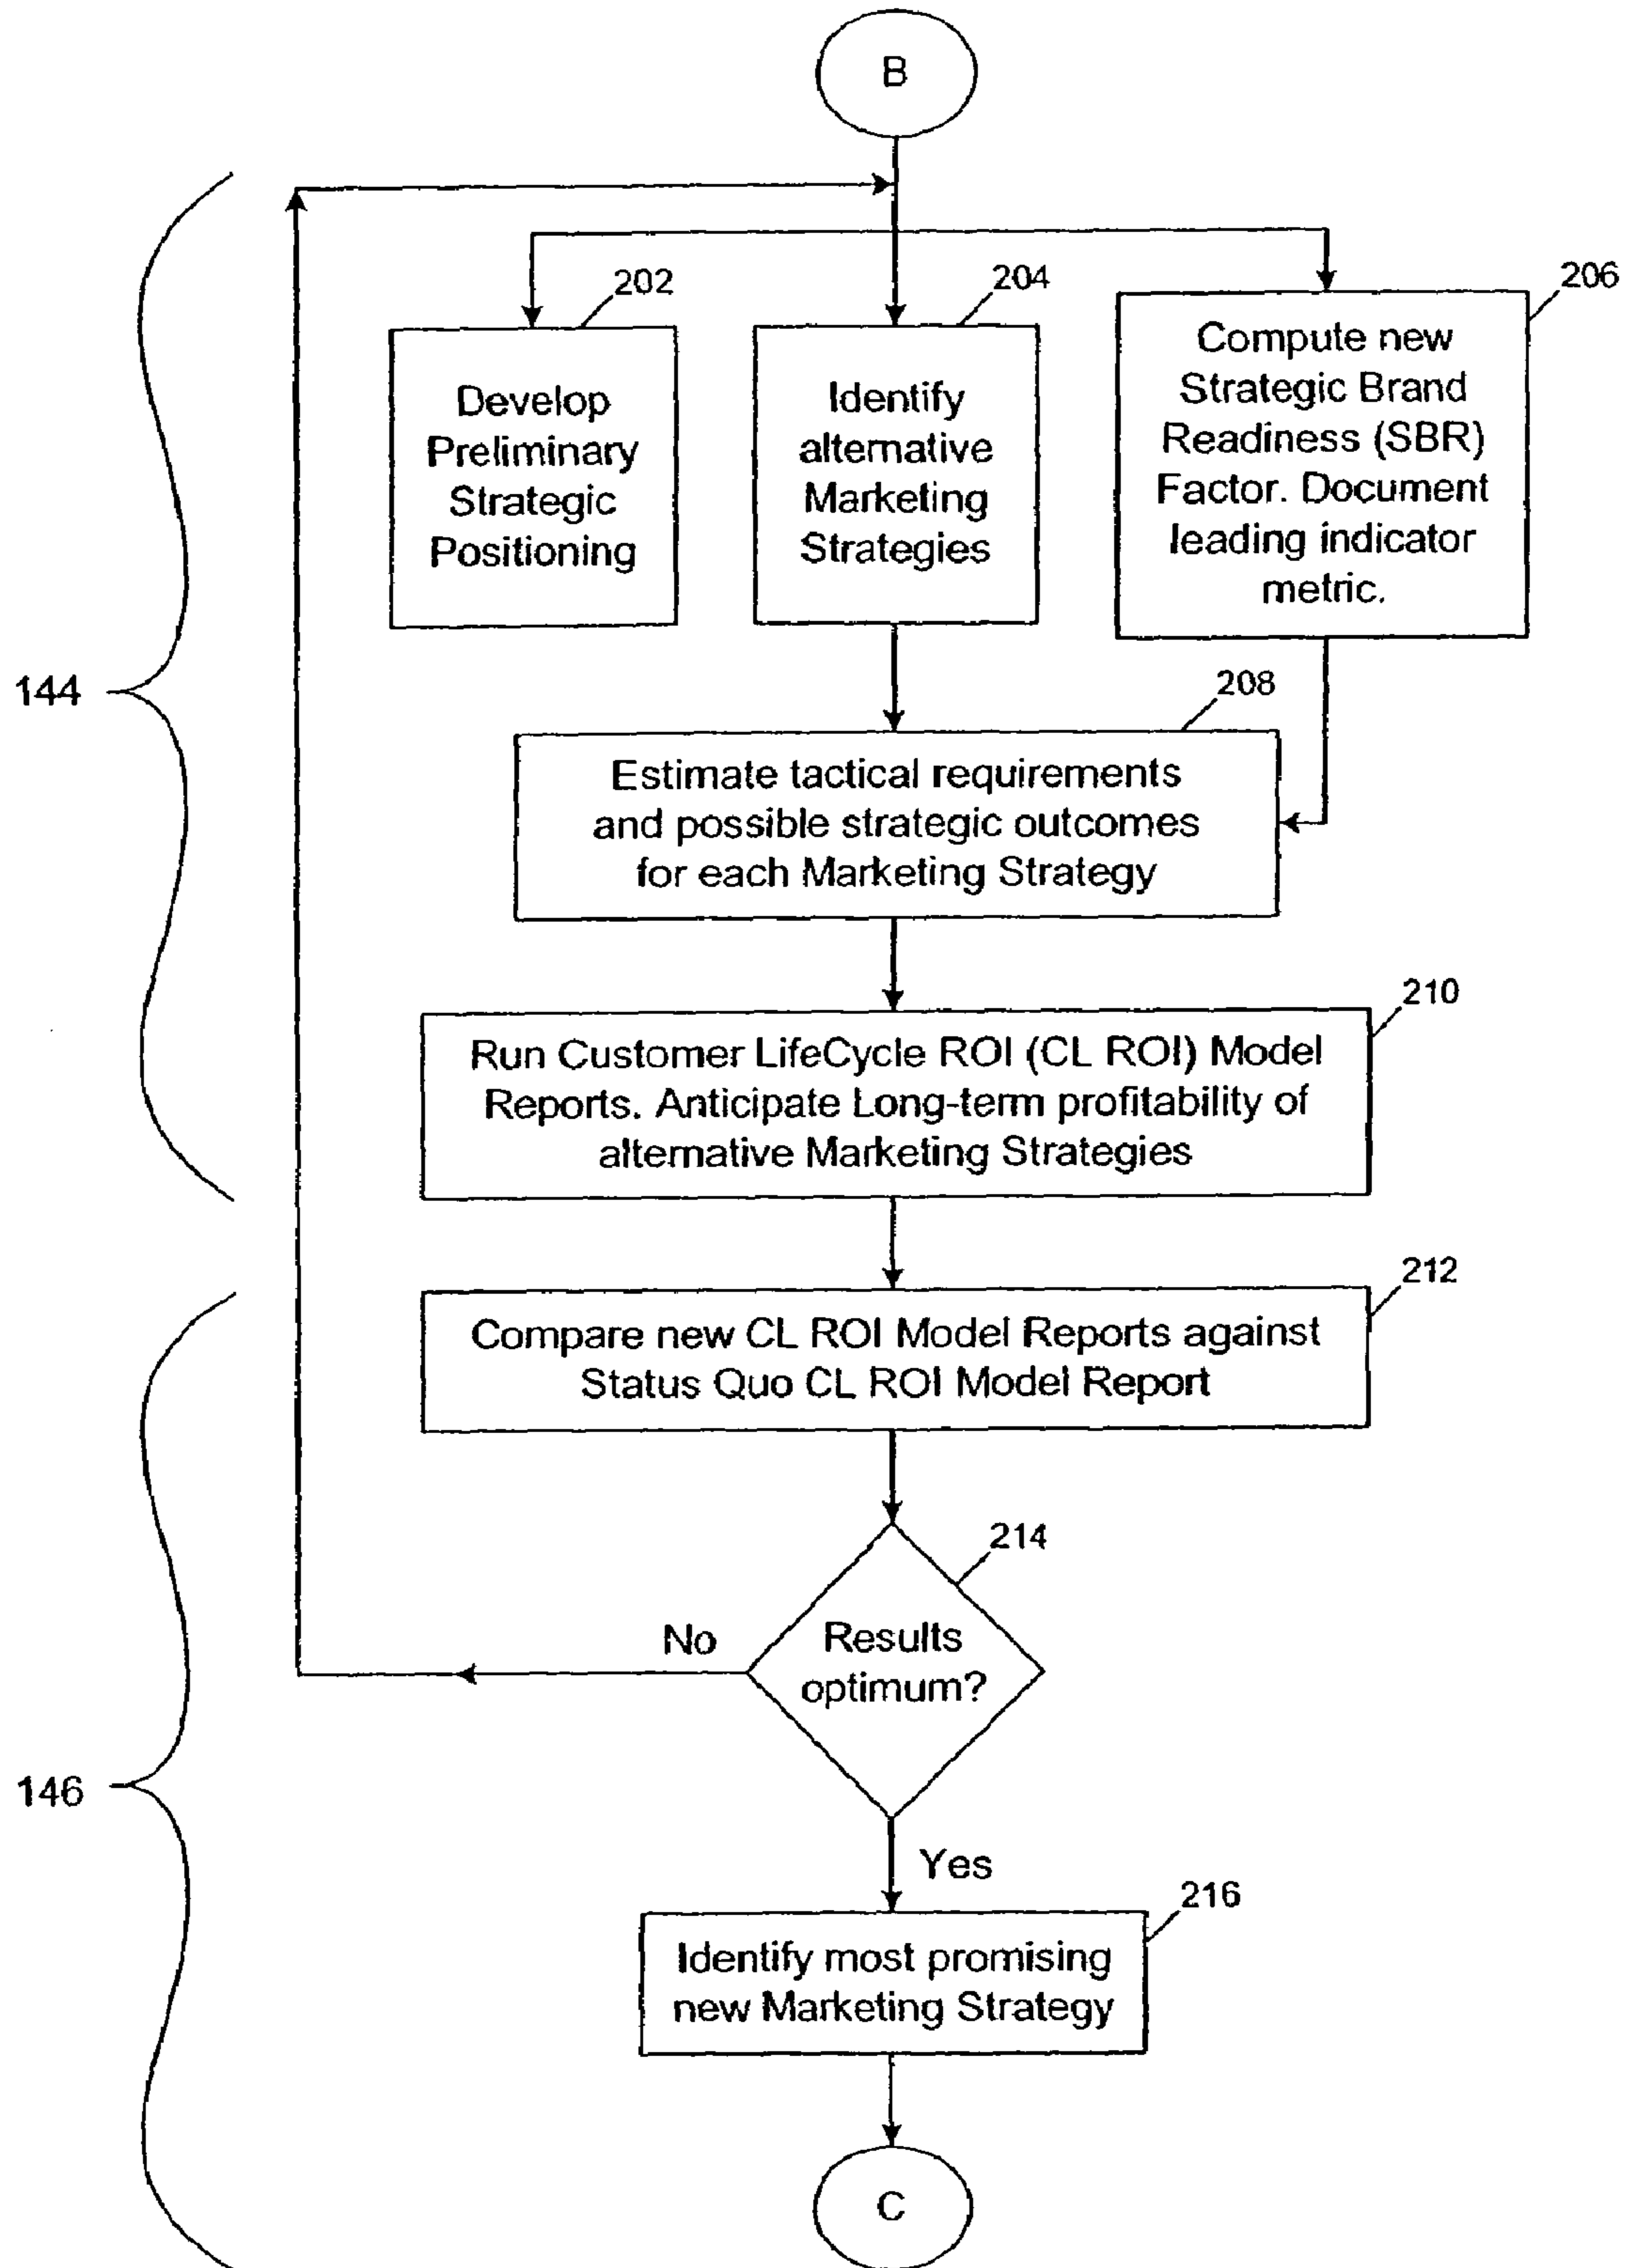 B
202
204
206
Develop
Preliminary
Strategic
Positioning
Identify
alternative
Marketing
Strategies
Compute new
Strategic Brand
Readiness (SBR)
Factor. Document
leading indicator
metric.
144
208
Estimate tactical requirements
and possible strategic outcomes
for each Marketing Strategy
210
Run Customer LifeCycle ROI (CL ROI) Model
Reports. Anticipate Long-term profitability of
alternative Marketing Strategies
212
Compare new CL ROI Model Reports against
Status Quo CL ROI Model Report
214
Results
optimum?
No
146
Yes
216
Identify most promising
new Marketing Strategy
C